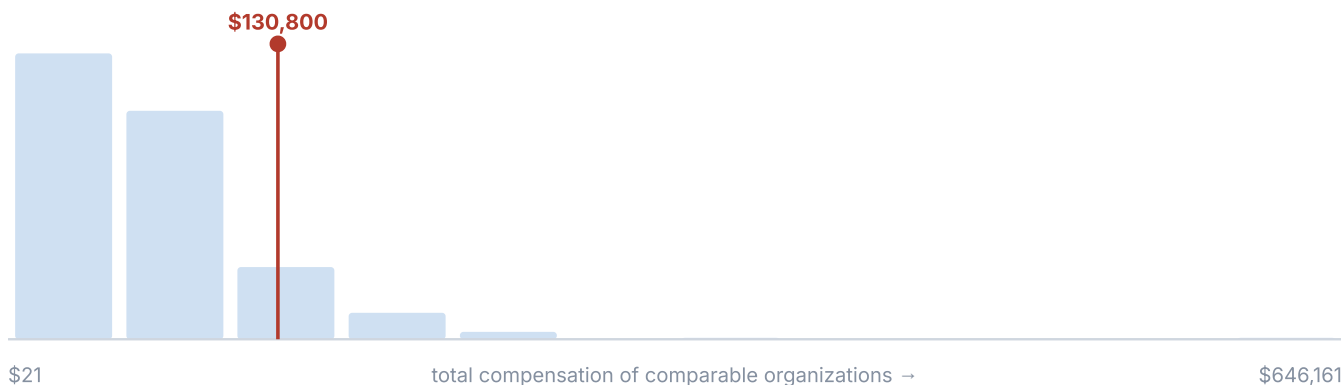 $130,800
$21
total compensation of comparable organizations →
$646,161